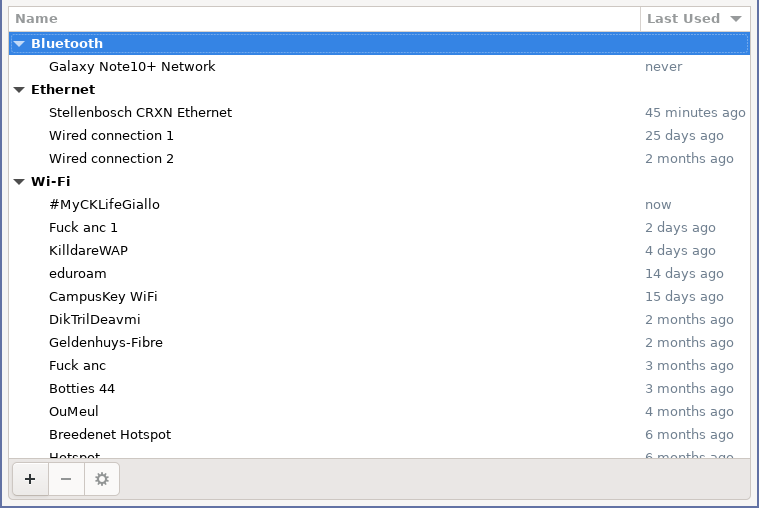 Name Last Used
Bluetooth
Galaxy Note10+ Network never
Ethernet
Stellenbosch CRXN Ethernet 45 minutes ago
Wired connection 1 25 days ago
Wired connection 2 2 months ago
Wi-Fi
#MyCKLifeGiallo now
Fuck anc 1 2 days ago
KilldareWAP 4 days ago
eduroam 14 days ago
CampusKey WiFi 15 days ago
DikTrilDeavmi 2 months ago
Geldenhuys-Fibre 2 months ago
Fuck anc 3 months ago
Botties 44 3 months ago
OuMeul 4 months ago
Breedenet Hotspot 6 months ago
Hotspot 6 months ago